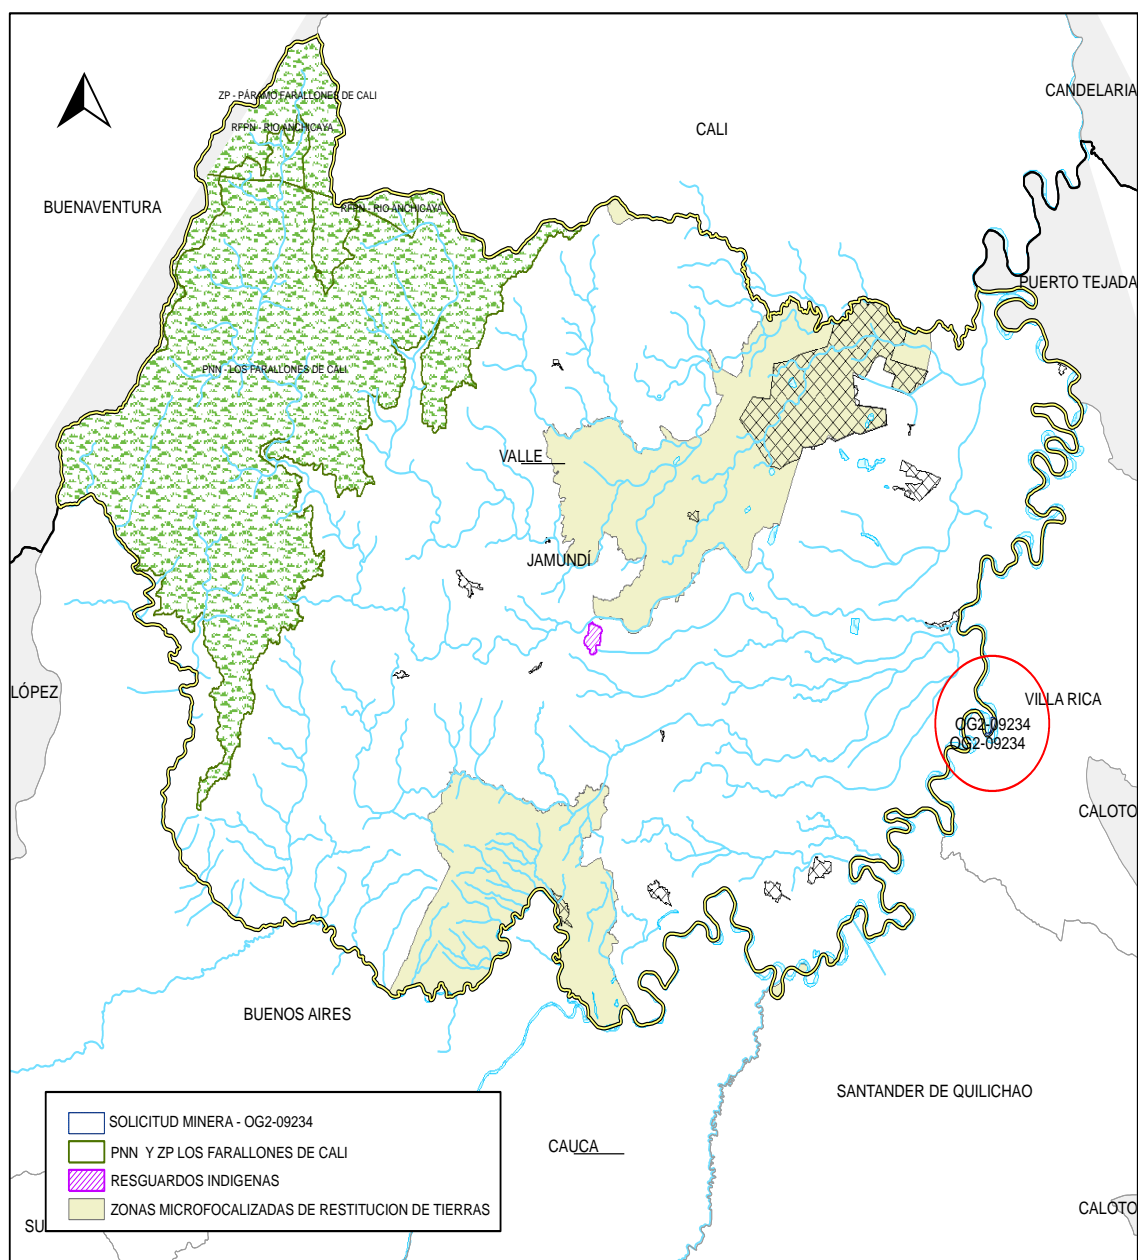 CANDELARIA
ZP - PÁRAMO FARALLONES DE CALI
RFPN - RIO ANCHICAYA
CALI
BUENAVENTURA
RFPN - RIO ANCHICAYA
PUERTO TEJADA
PNN - LOS FARALLONES DE CALI
VALLE
JAMUNDÍ
LÓPEZ
VILLA RICA
OG2-09234
OG2-09234
CALOTO
BUENOS AIRES
SANTANDER DE QUILICHAO
CAUCA
CALOTO
SU
SOLICITUD MINERA - OG2-09234
PNN Y ZP LOS FARALLONES DE CALI
RESGUARDOS INDIGENAS
ZONAS MICROFOCALIZADAS DE RESTITUCION DE TIERRAS